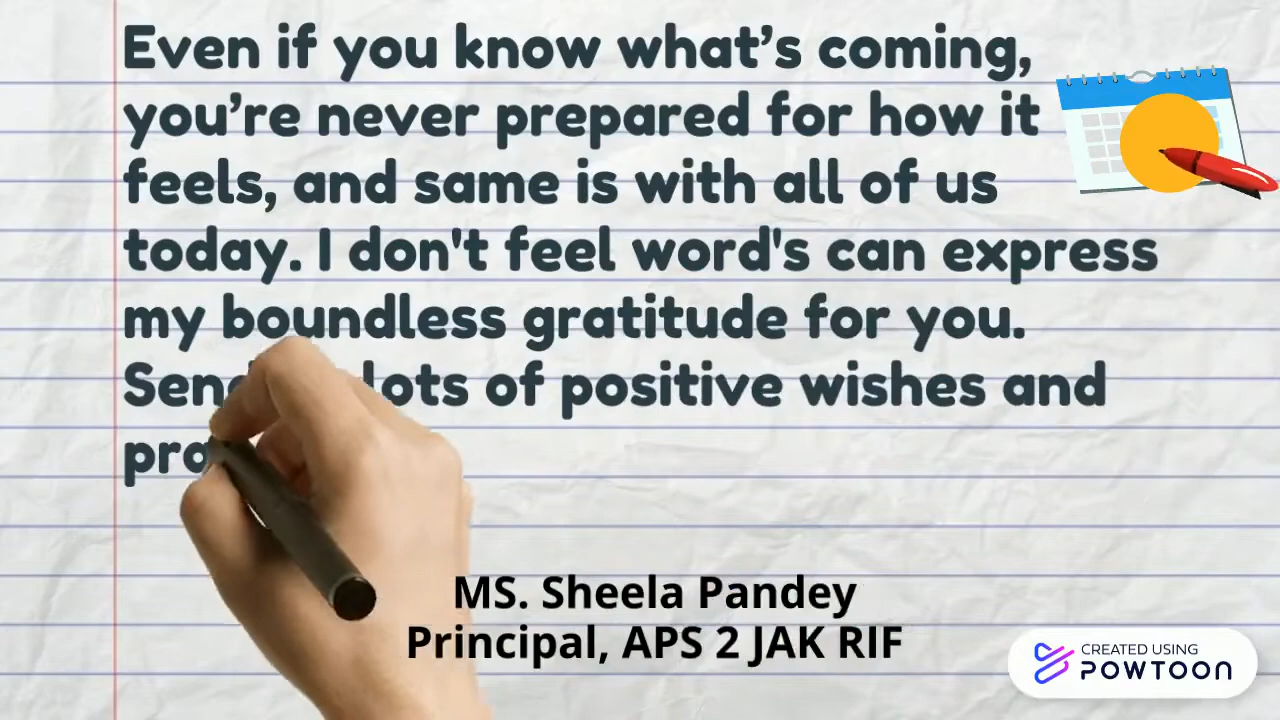 Even if you know what’s coming,
you’re never prepared for how it
feels, and same is with all of us
today. I don't feel word's can express
my boundless gratitude for you.
lots of positive wishes and
MS. Sheela Pandey
Principal, APS 2 JAK RIF
CREATED USING
POWTOON